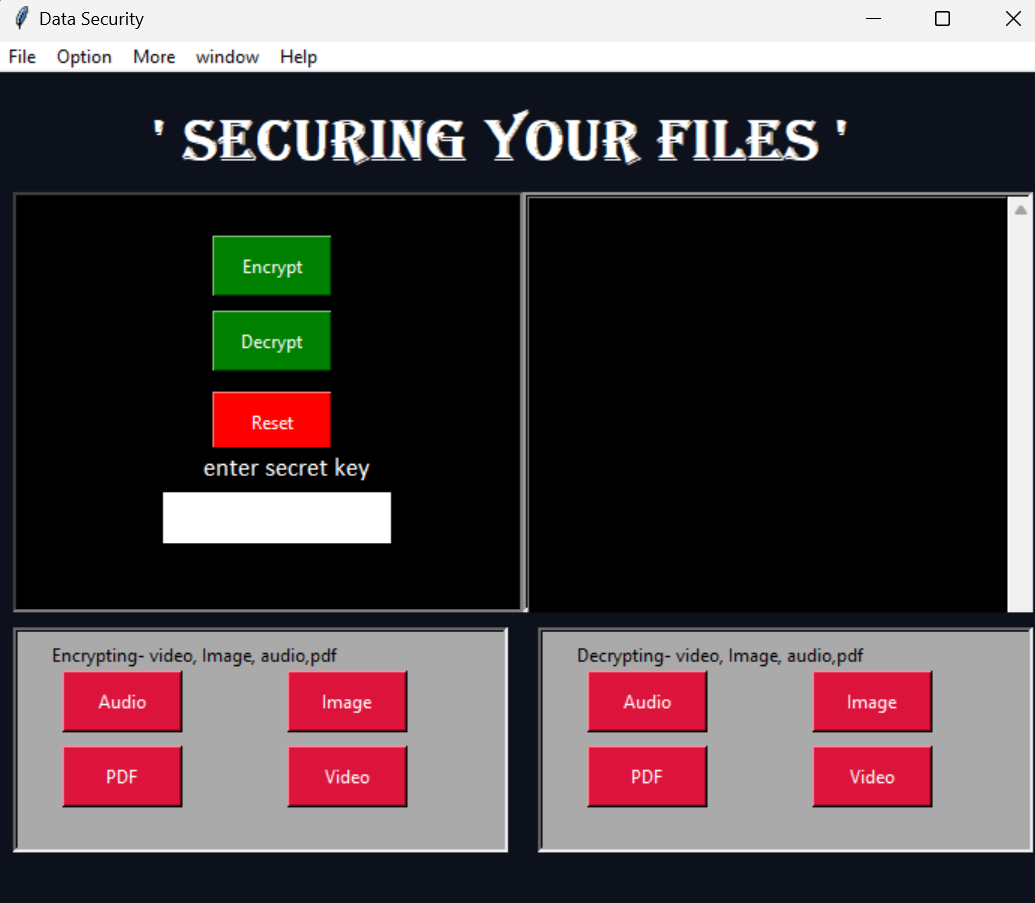 Data Security
File Option More window Help
' SECURING YOUR FILES '
Encrypt
Decrypt
Reset
enter secret key
Encrypting- video, Image, audio,pdf
Audio Image
PDF Video
Decrypting- video, Image, audio,pdf
Audio Image
PDF Video